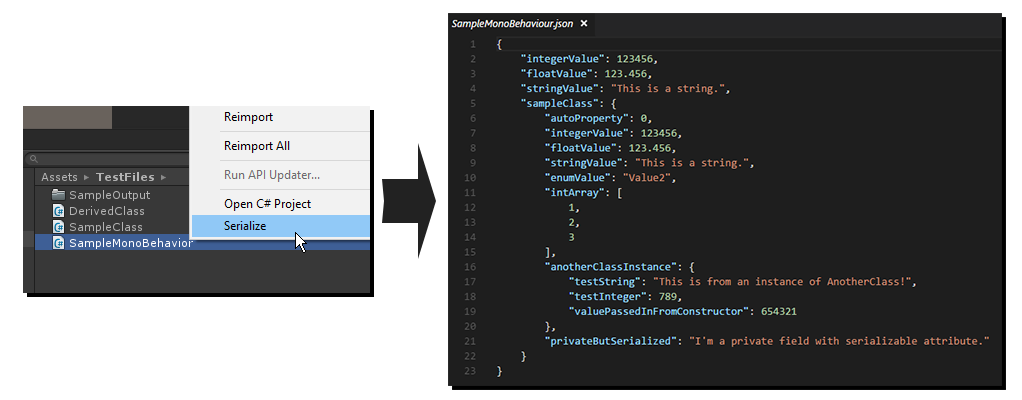 Reimport
Reimport All
Run API Updater...
Open C# Project
Serialize
Assets ▸ TestFiles ▸
SampleOutput
DerivedClass
SampleClass
SampleMonoBehavior
SampleMonoBehaviour.json ×
1 {
2 "integerValue": 123456,
3 "floatValue": 123.456,
4 "stringValue": "This is a string.",
5 "sampleClass": {
6 "autoProperty": 0,
7 "integerValue": 123456,
8 "floatValue": 123.456,
9 "stringValue": "This is a string.",
10 "enumValue": "Value2",
11 "intArray": [
12 1,
13 2,
14 3
15 ],
16 "anotherClassInstance": {
17 "testString": "This is from an instance of AnotherClass!",
18 "testInteger": 789,
19 "valuePassedInFromConstructor": 654321
20 },
21 "privateButSerialized": "I'm a private field with serializable attribute."
22 }
23 }